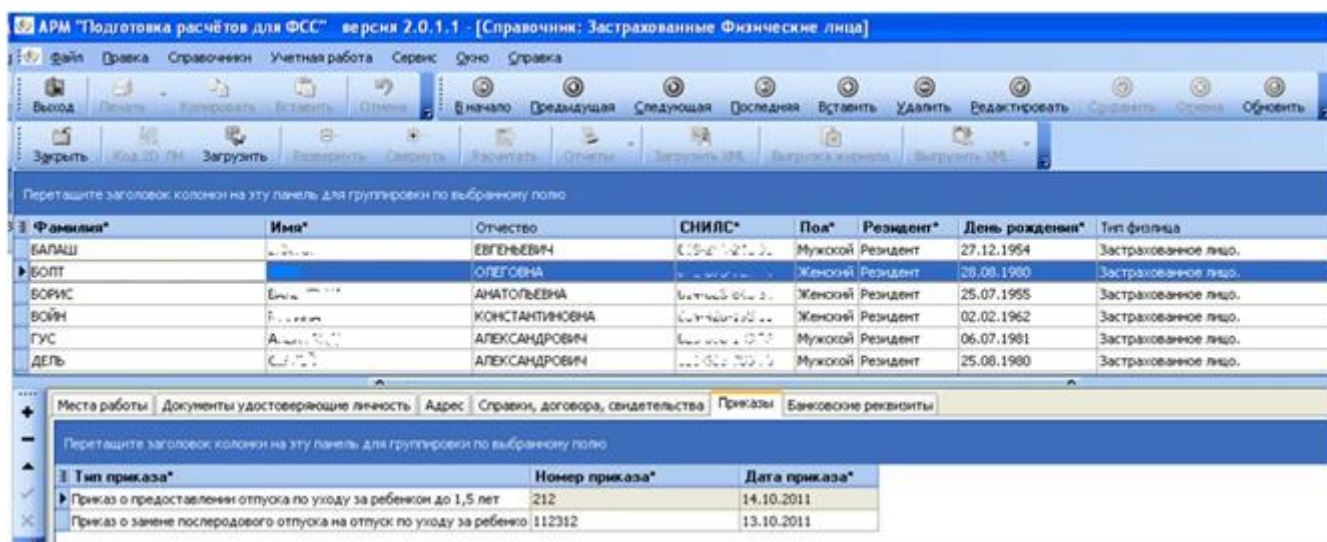 АРМ "Подготовка расчётов для ФСС" версия 2.0.1.1 - [Справочник: Застрахованные Физические лица]
Файл Правка Справочники Учетная работа Сервис Окно Справка
Выход Печать Копировать Вставить Отмена В начало Предыдущая Следующая Последняя Вставить Удалить Редактировать Сохранить Отмена Обновить
Закрыть Код 2D ЛН Загрузить Развернуть Свернуть Расчитать Отчеты Загрузить XML Выгрузка журнала Выгрузить XML
Перетащите заголовок колонки на эту панель для группировки по выбранному полю
Фамилия* Имя* Отчество СНИЛС* Пол* Резидент* День рождения* Тип физлица
БАЛАШ ЕВГЕНЬЕВИЧ Мужской Резидент 27.12.1954 Застрахованное лицо.
БОЛТ ОЛЕГОВНА Женский Резидент 28.08.1980 Застрахованное лицо.
БОРИС АНАТОЛЬЕВНА Женский Резидент 25.07.1955 Застрахованное лицо.
ВОЙН КОНСТАНТИНОВНА Женский Резидент 02.02.1962 Застрахованное лицо.
ГУС АЛЕКСАНДРОВИЧ Мужской Резидент 06.07.1981 Застрахованное лицо.
ДЕЛЬ АЛЕКСАНДРОВИЧ Мужской Резидент 25.08.1980 Застрахованное лицо.
Места работы Документы удостоверяющие личность Адрес Справки, договора, свидетельства Приказы Банковские реквизиты
Перетащите заголовок колонки на эту панель для группировки по выбранному полю
Тип приказа* Номер приказа* Дата приказа*
Приказ о предоставлении отпуска по уходу за ребенком до 1,5 лет 212 14.10.2011
Приказ о замене послеродового отпуска на отпуск по уходу за ребенко 112312 13.10.2011